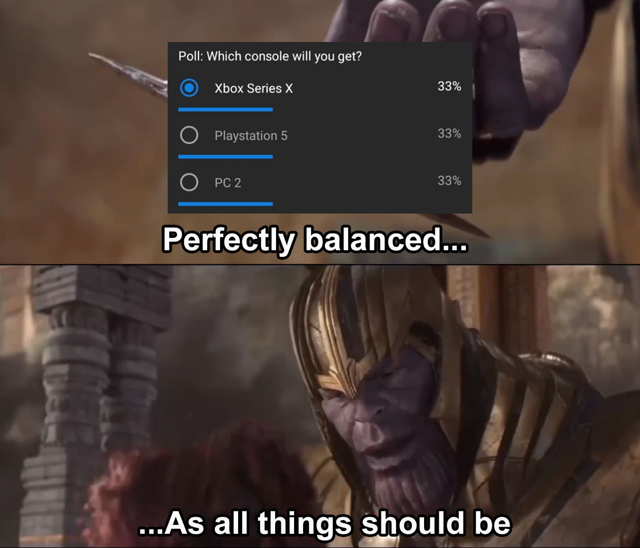 Poll: Which console will you get?
Xbox Series X 33%
Playstation 5 33%
PC 2 33%
Perfectly balanced...
...As all things should be